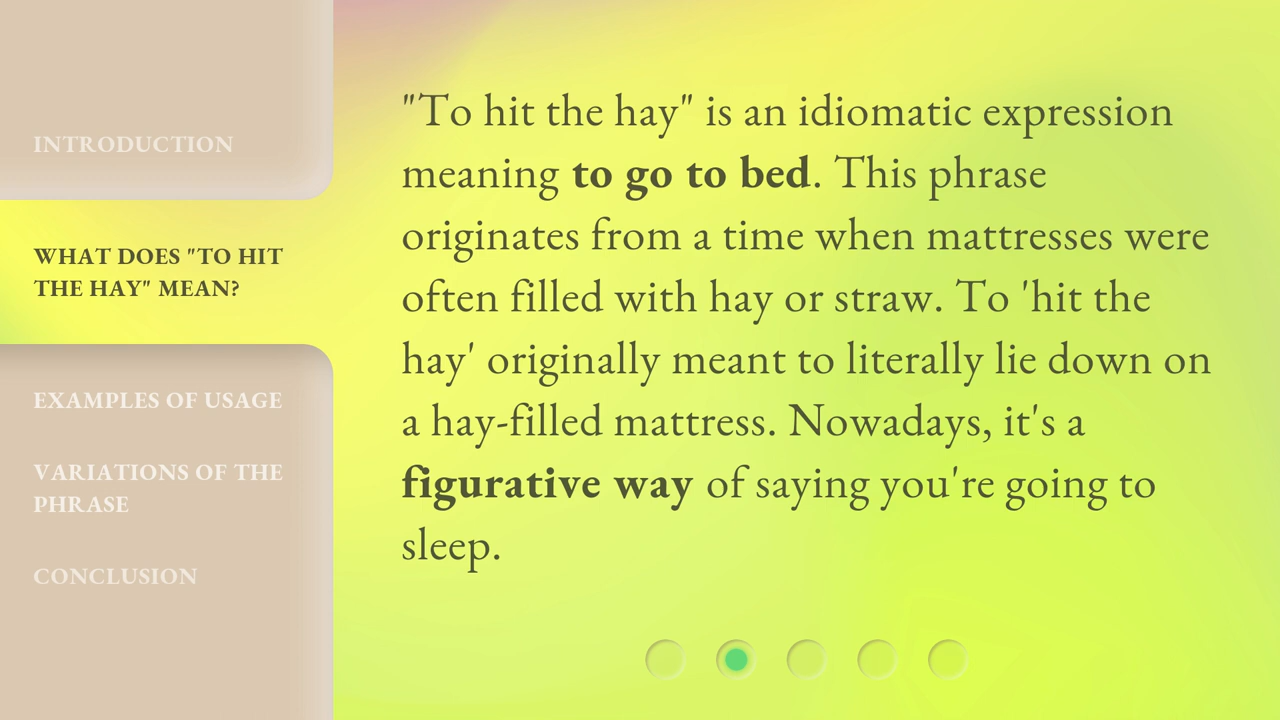 INTRODUCTION
WHAT DOES "TO HIT
THE HAY" MEAN?
EXAMPLES OF USAGE
VARIATIONS OF THE
PHRASE
CONCLUSION
"To hit the hay" is an idiomatic expression
meaning to go to bed. This phrase
originates from a time when mattresses were
often filled with hay or straw. To 'hit the
hay' originally meant to literally lie down on
a hay-filled mattress. Nowadays, it's a
figurative way of saying you're going to
sleep.